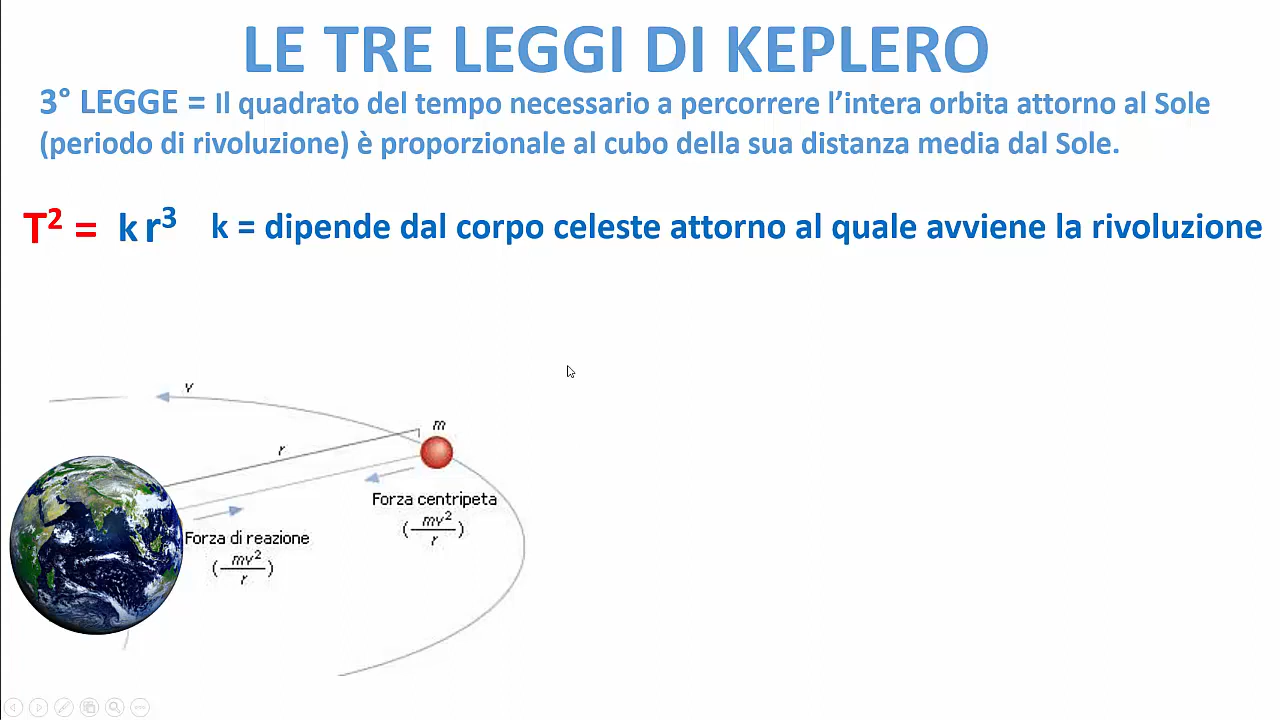 LE TRE LEGGI DI KEPLERO
3° LEGGE = Il quadrato del tempo necessario a percorrere l’intera orbita attorno al Sole
(periodo di rivoluzione) è proporzionale al cubo della sua distanza media dal Sole.
T² = k r³ k = dipende dal corpo celeste attorno al quale avviene la rivoluzione
v
m
r
Forza centripeta
(mv²/r)
Forza di reazione
(mv²/r)